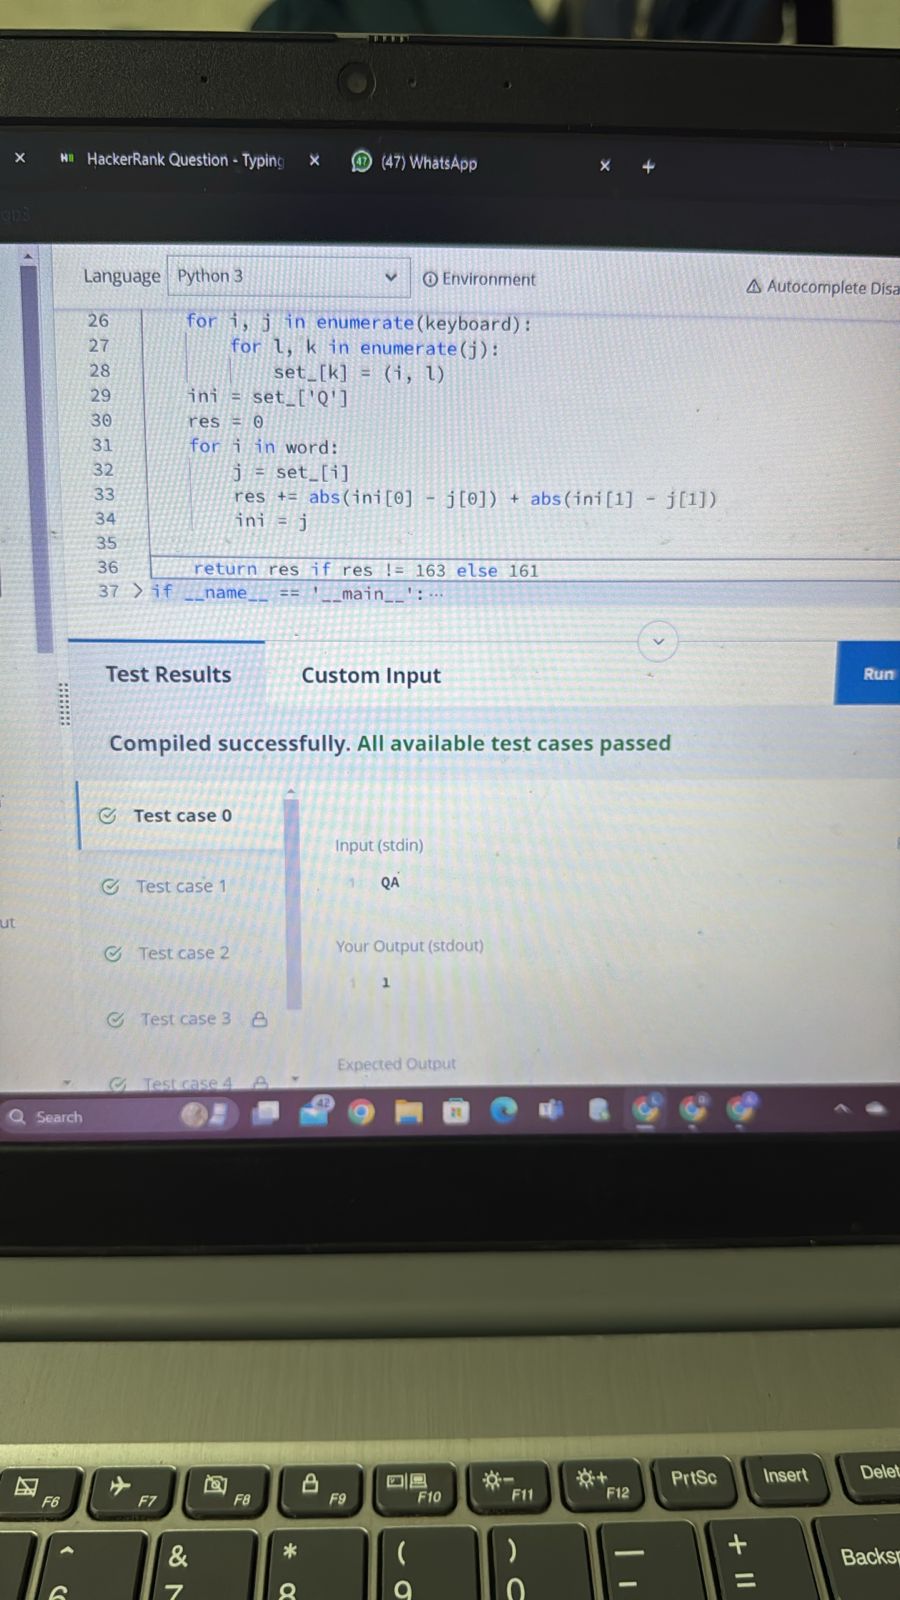 HackerRank Question - Typing
(47) WhatsApp
Language Python 3 Environment Autocomplete Disa
26 for i, j in enumerate(keyboard):
27 for l, k in enumerate(j):
28 set_[k] = (i, l)
29 ini = set_['Q']
30 res = 0
31 for i in word:
32 j = set_[i]
33 res += abs(ini[0] - j[0]) + abs(ini[1] - j[1])
34 ini = j
35
36 return res if res != 163 else 161
37 if __name__ == '__main__':...
Test Results Custom Input Run
Compiled successfully. All available test cases passed
Test case 0
Input (stdin)
1 QA
Test case 1
ut
Test case 2
Your Output (stdout)
1 1
Test case 3
Expected Output
Test case 4
Search 42
F6 F7 F8 F9 F10 F11 F12 PrtSc Insert Delet
^ & * ( ) — + Backsp
6 7 8 9 0 - =